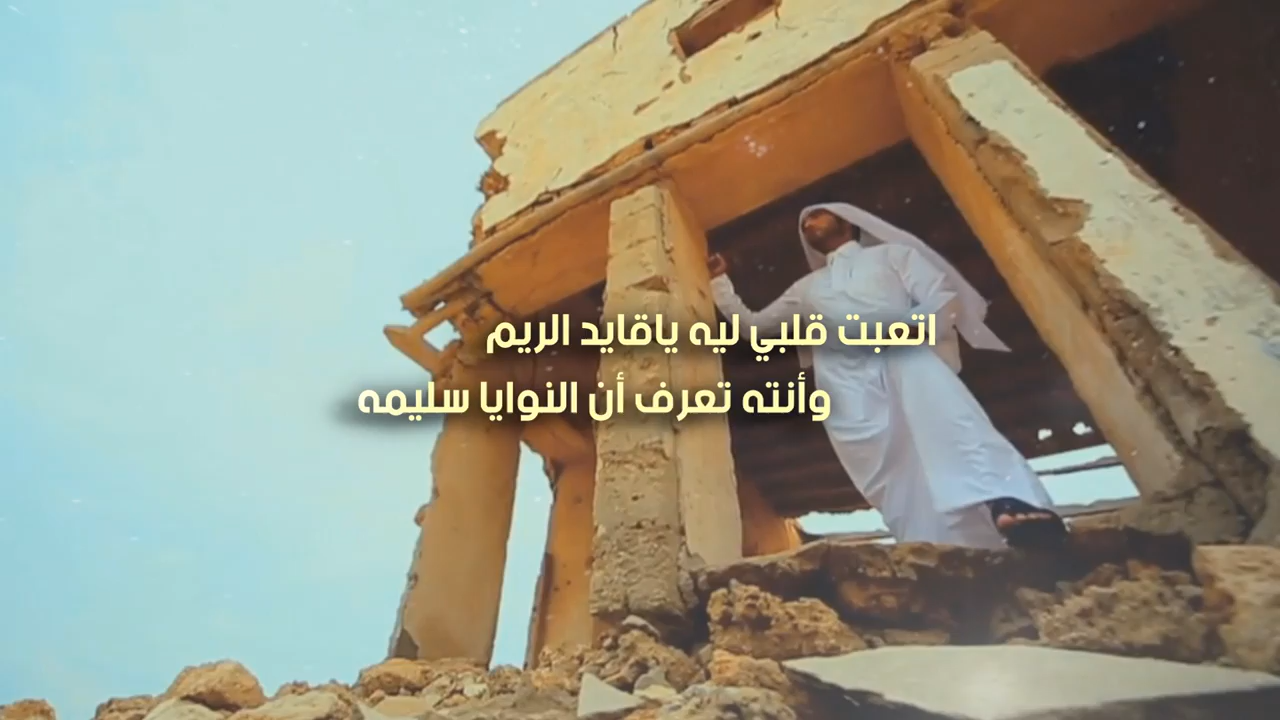 اتعبت قلبي ليه ياقايد الريم
وأنته تعرف أن النوايا سليمه